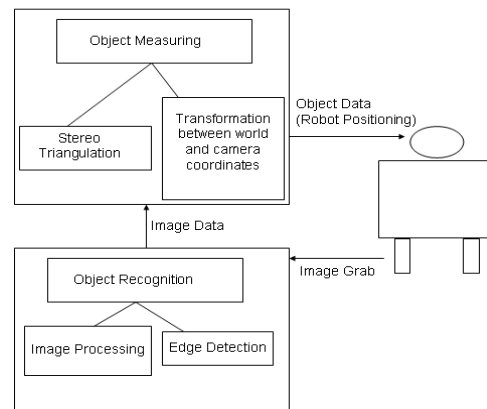 Object Measuring
Stereo
Triangulation
Transformation
between world
and camera
coordinates
Object Data
(Robot Positioning)
Image Data
Image Grab
Object Recognition
Image Processing
Edge Detection